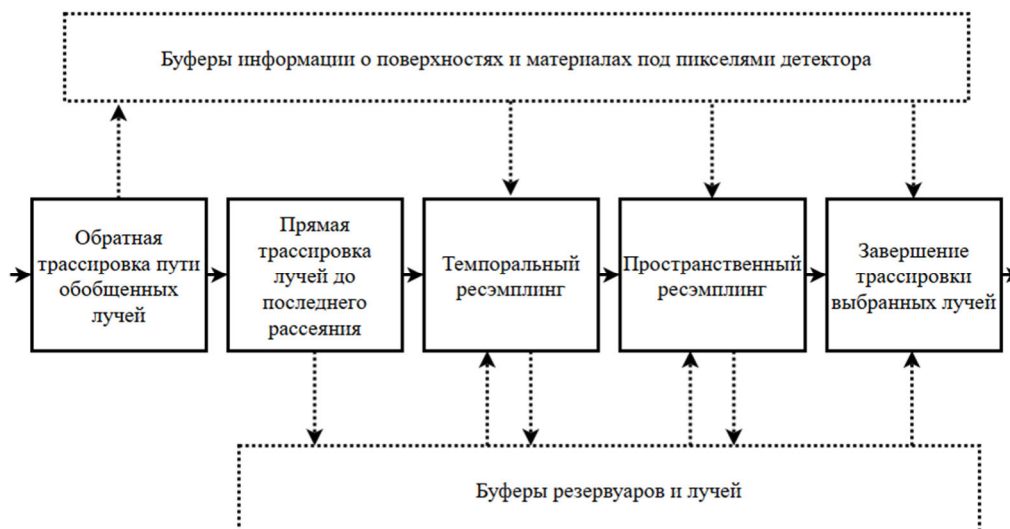 Буферы информации о поверхностях и материалах под пикселями детектора
Обратная
трассировка пути
обобщенных
лучей
Прямая
трассировка
лучей до
последнего
рассеяния
Темпоральный
ресэмплинг
Пространственный
ресэмплинг
Завершение
трассировки
выбранных лучей
Буферы резервуаров и лучей